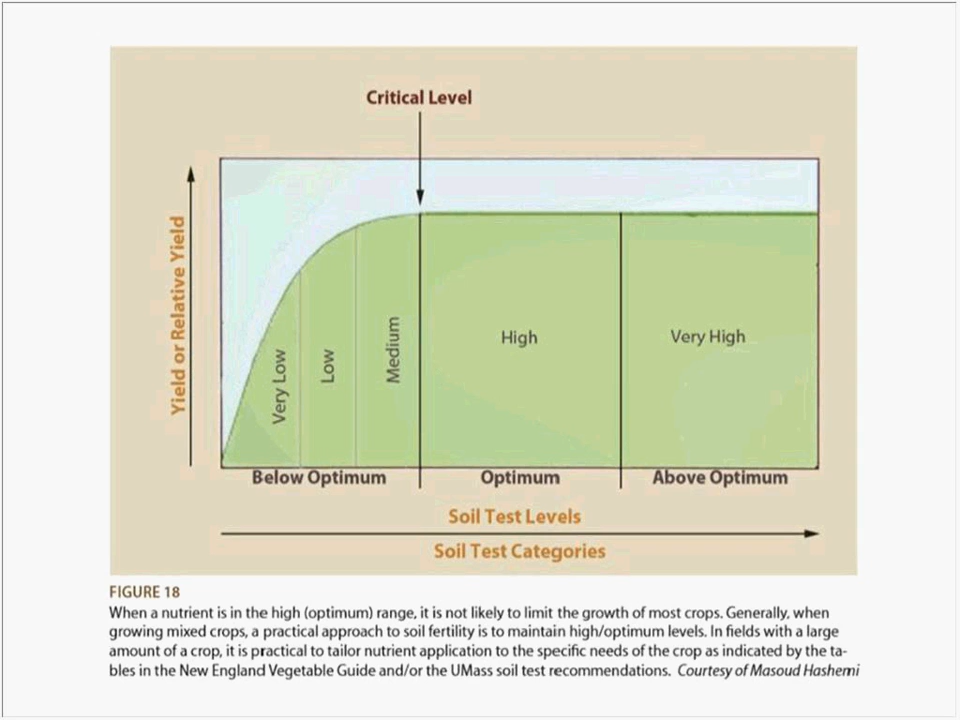 Critical Level
Yield or Relative Yield
Very Low
Low
Medium
High
Very High
Below Optimum
Optimum
Above Optimum
Soil Test Levels
Soil Test Categories
FIGURE 18
When a nutrient is in the high (optimum) range, it is not likely to limit the growth of most crops. Generally, when
growing mixed crops, a practical approach to soil fertility is to maintain high/optimum levels. In fields with a large
amount of a crop, it is practical to tailor nutrient application to the specific needs of the crop as indicated by the ta-
bles in the New England Vegetable Guide and/or the UMass soil test recommendations. Courtesy of Masoud Hashemi